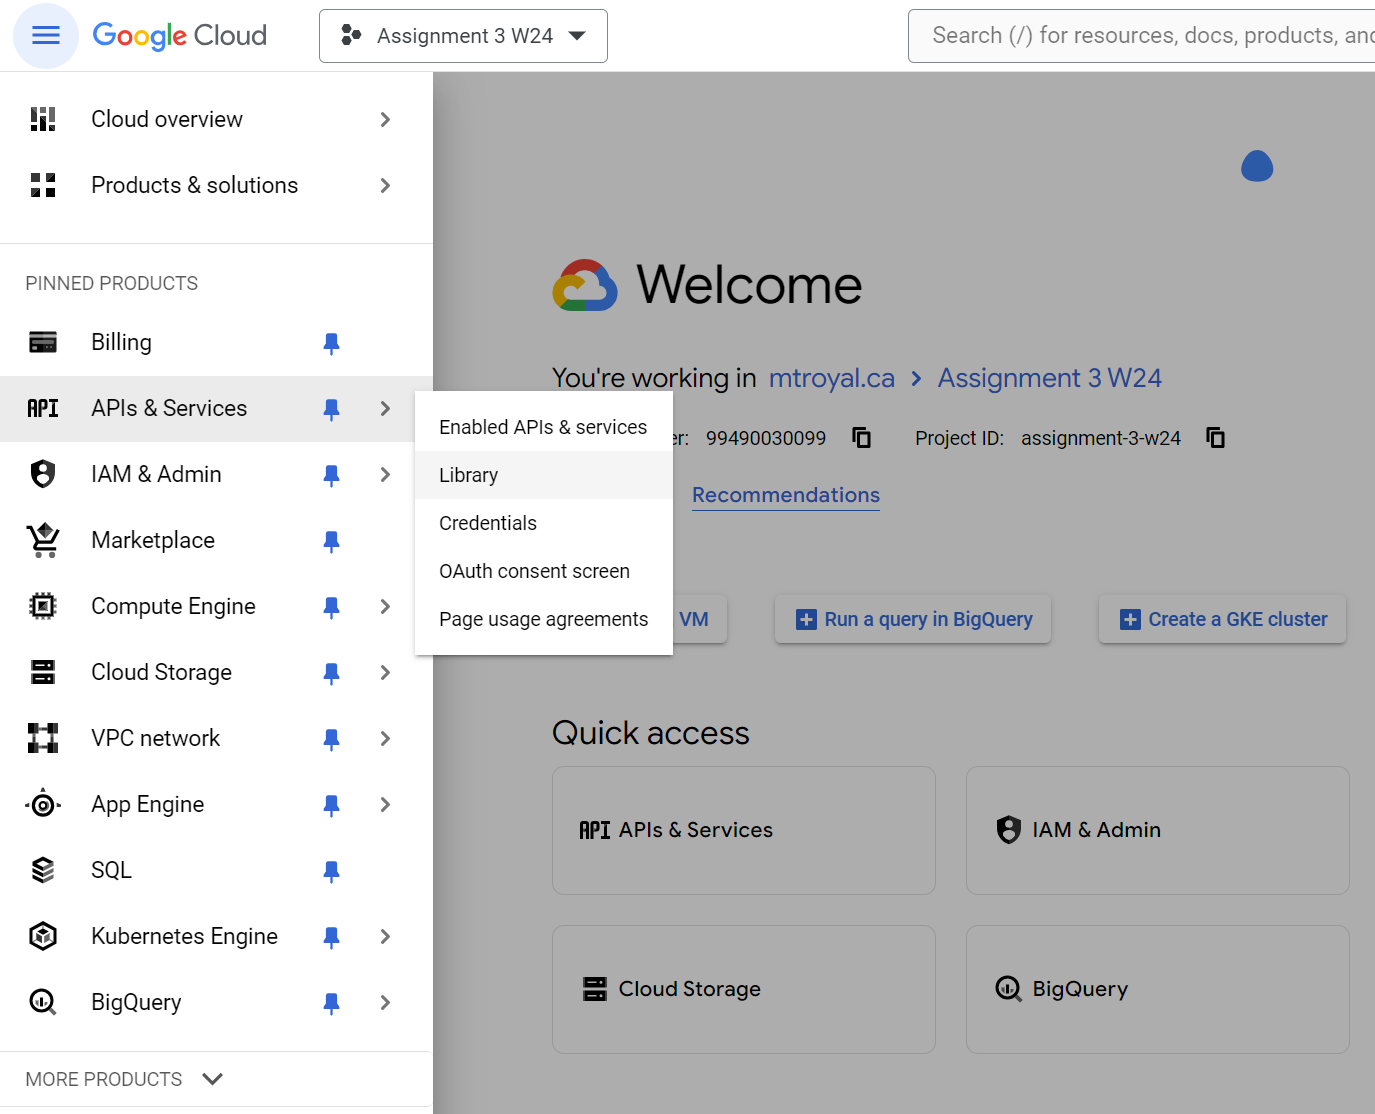 Google Cloud
Assignment 3 W24
Search (/) for resources, docs, products, and
Cloud overview
Products & solutions
PINNED PRODUCTS
Billing
API APIs & Services
IAM & Admin
Marketplace
Compute Engine
Cloud Storage
VPC network
App Engine
SQL
Kubernetes Engine
BigQuery
MORE PRODUCTS
Enabled APIs & services
Library
Credentials
OAuth consent screen
Page usage agreements
Welcome
You're working in mtroyal.ca > Assignment 3 W24
99490030099 Project ID: assignment-3-w24
Recommendations
VM
Run a query in BigQuery
Create a GKE cluster
Quick access
API APIs & Services
IAM & Admin
Cloud Storage
BigQuery